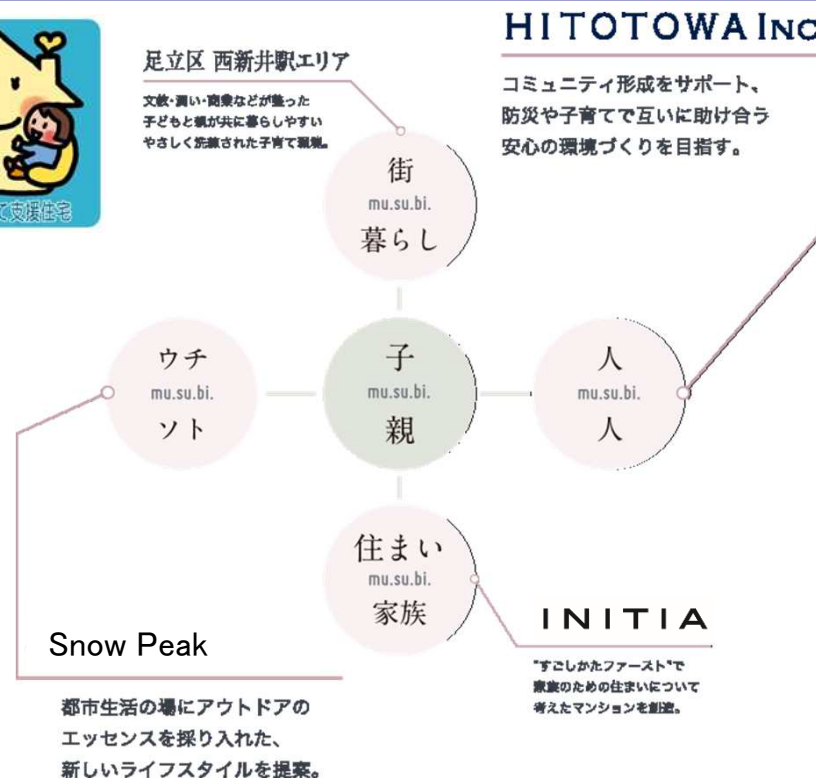 足立区 西新井駅エリア
文教・潤い・商業などが整った
子どもと親が共に暮らしやすい
やさしく洗練された子育て環境。
HITOTOWA INC
コミュニティ形成をサポート、
防災や子育てで互いに助け合う
安心の環境づくりを目指す。
て支援住宅
街
mu.su.bi.
暮らし
ウチ
mu.su.bi.
ソト
子
mu.su.bi.
親
人
mu.su.bi.
人
住まい
mu.su.bi.
家族
Snow Peak
都市生活の場にアウトドアの
エッセンスを採り入れた、
新しいライフスタイルを提案。
INITIA
"すごしかたファースト"で
家族のための住まいについて
考えたマンションを創造。